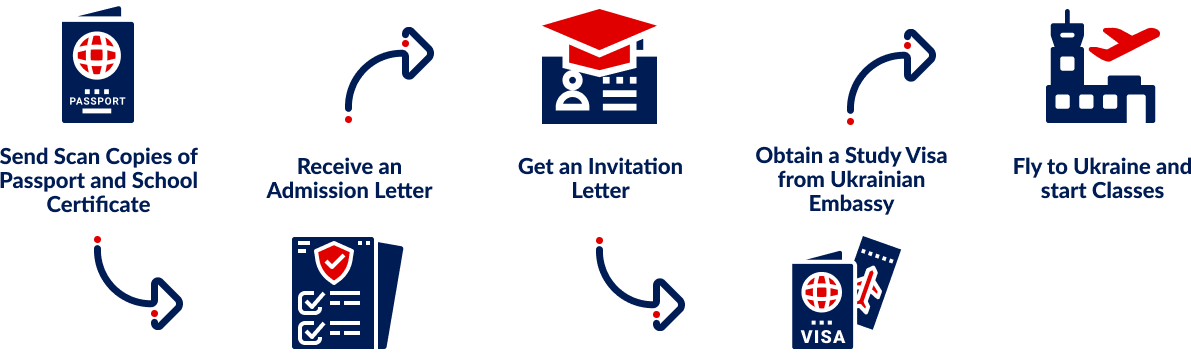 PASSPORT
Send Scan Copies of
Passport and School
Certificate
Receive an
Admission Letter
Get an Invitation
Letter
Obtain a Study Visa
from Ukrainian
Embassy
VISA
Fly to Ukraine and
start Classes